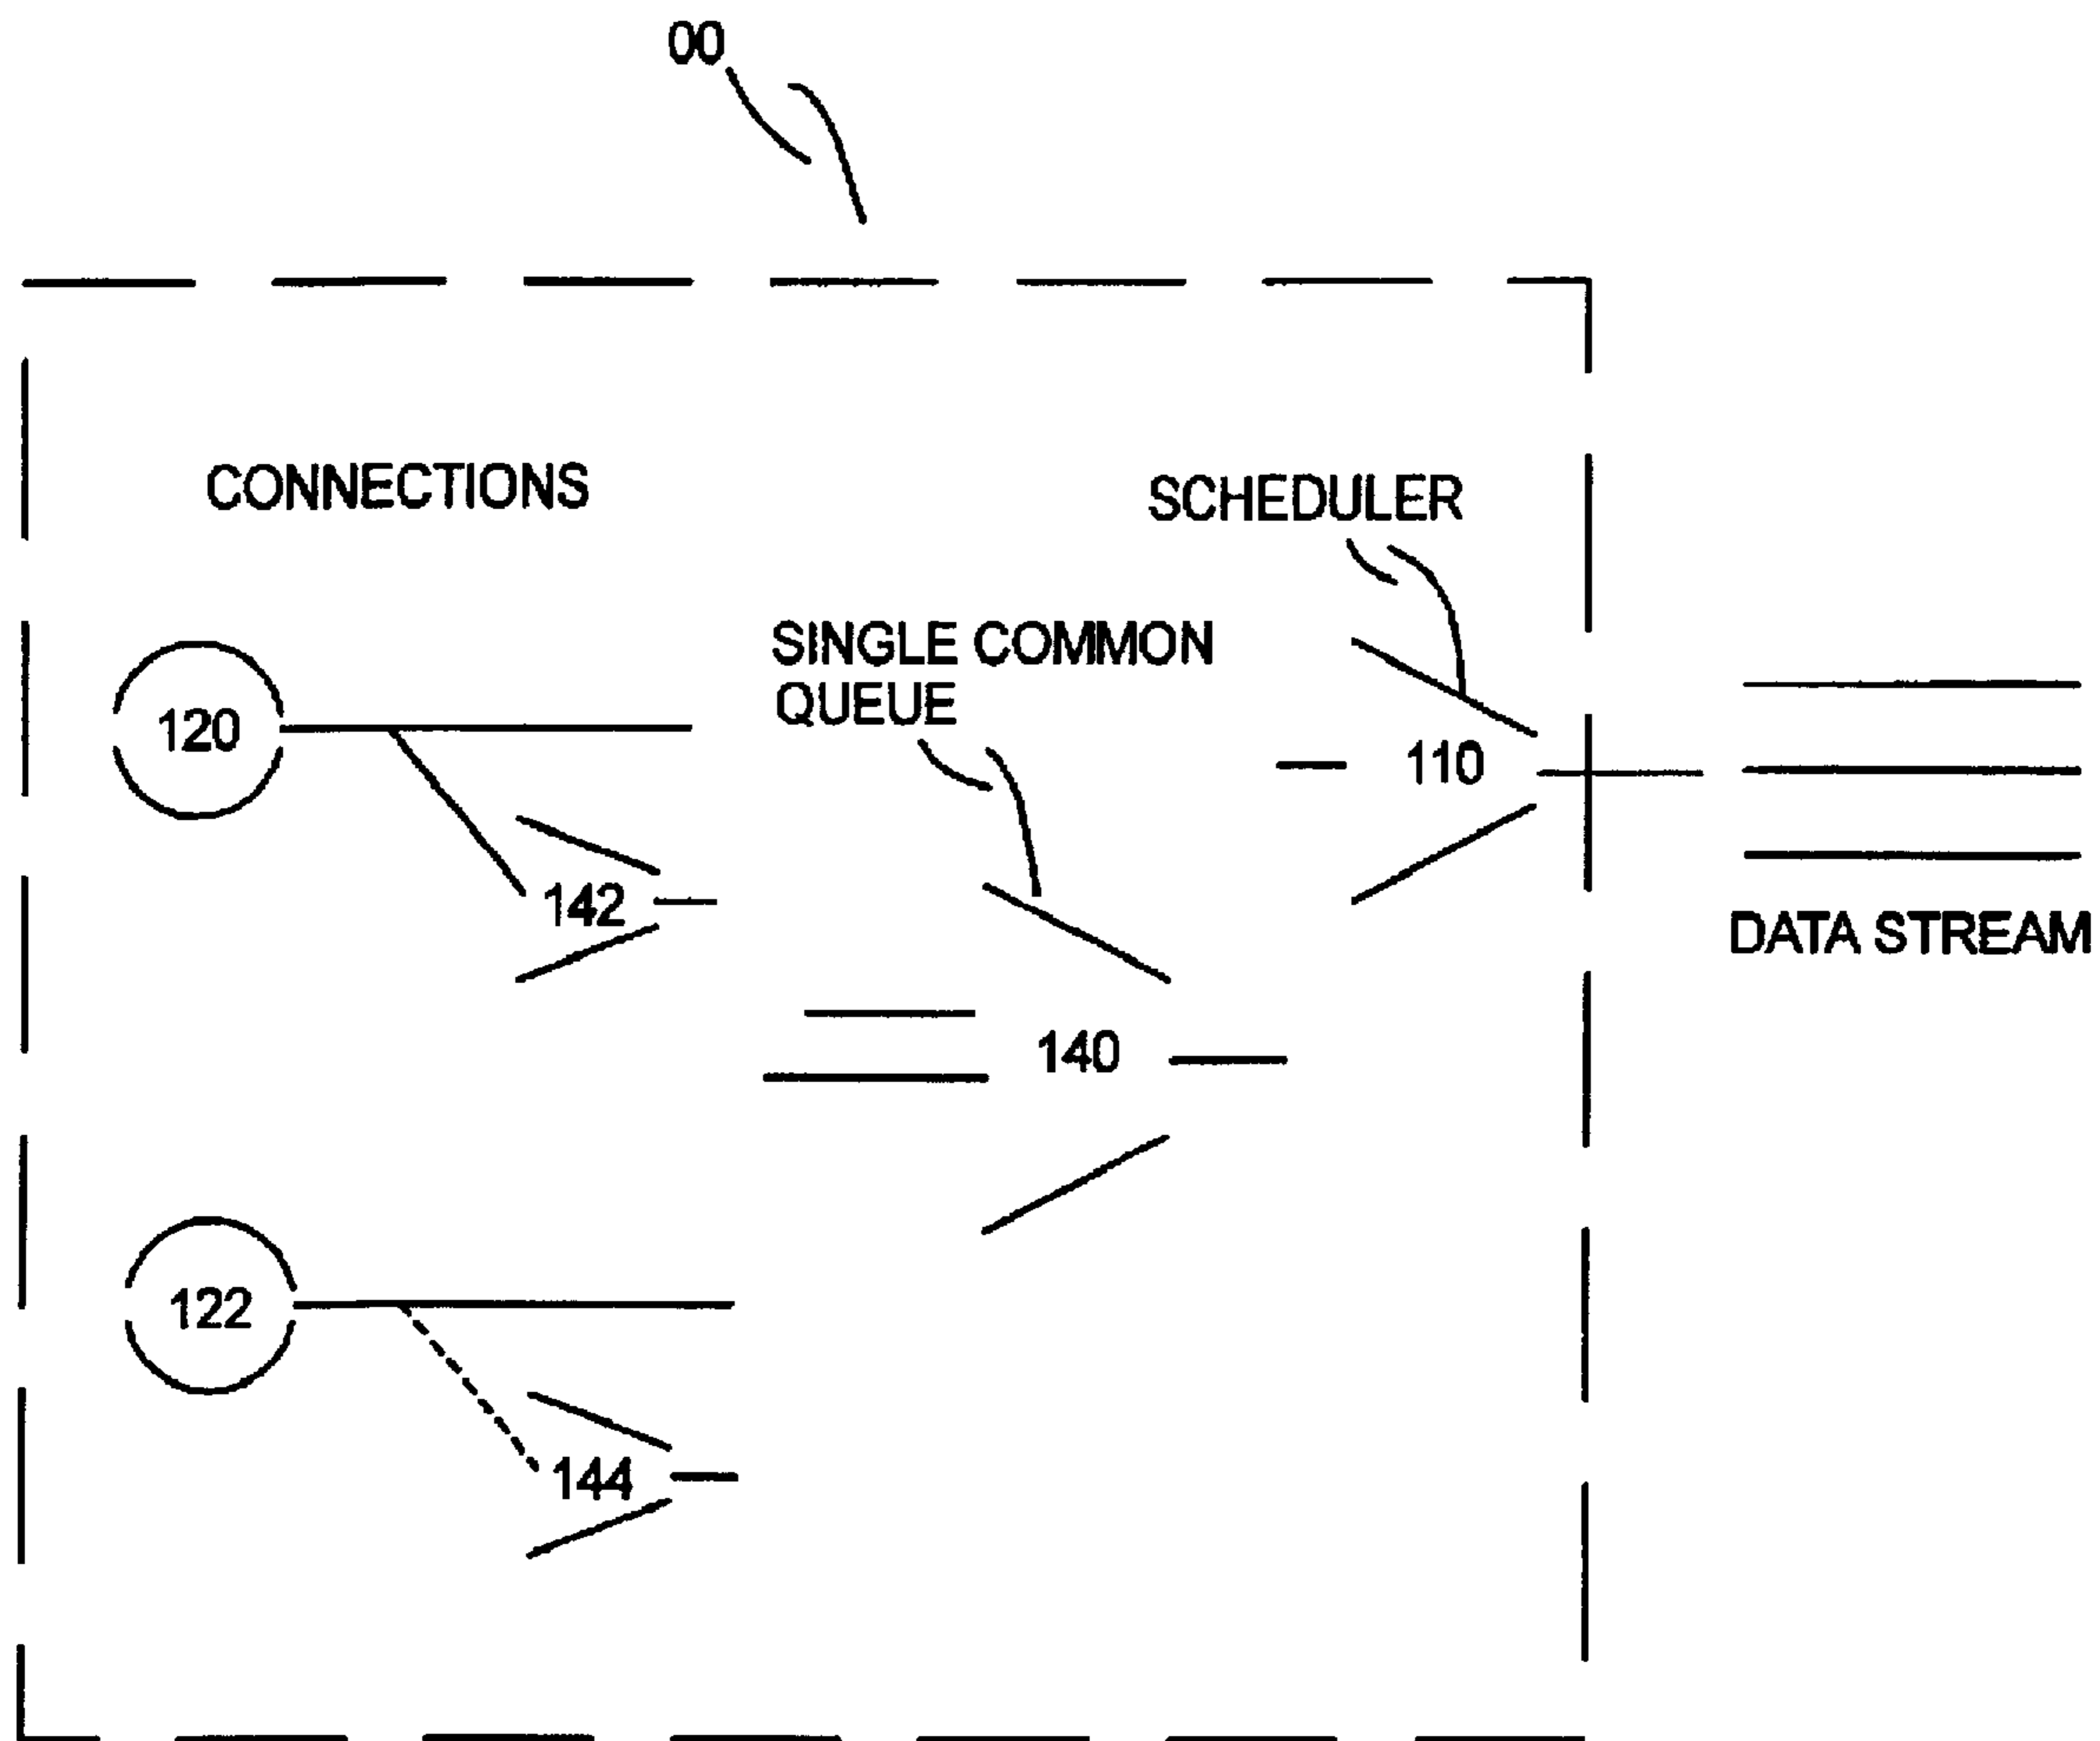 00
CONNECTIONS
SCHEDULER
SINGLE COMMON
QUEUE
120
110
142
DATA STREAM
140
122
144